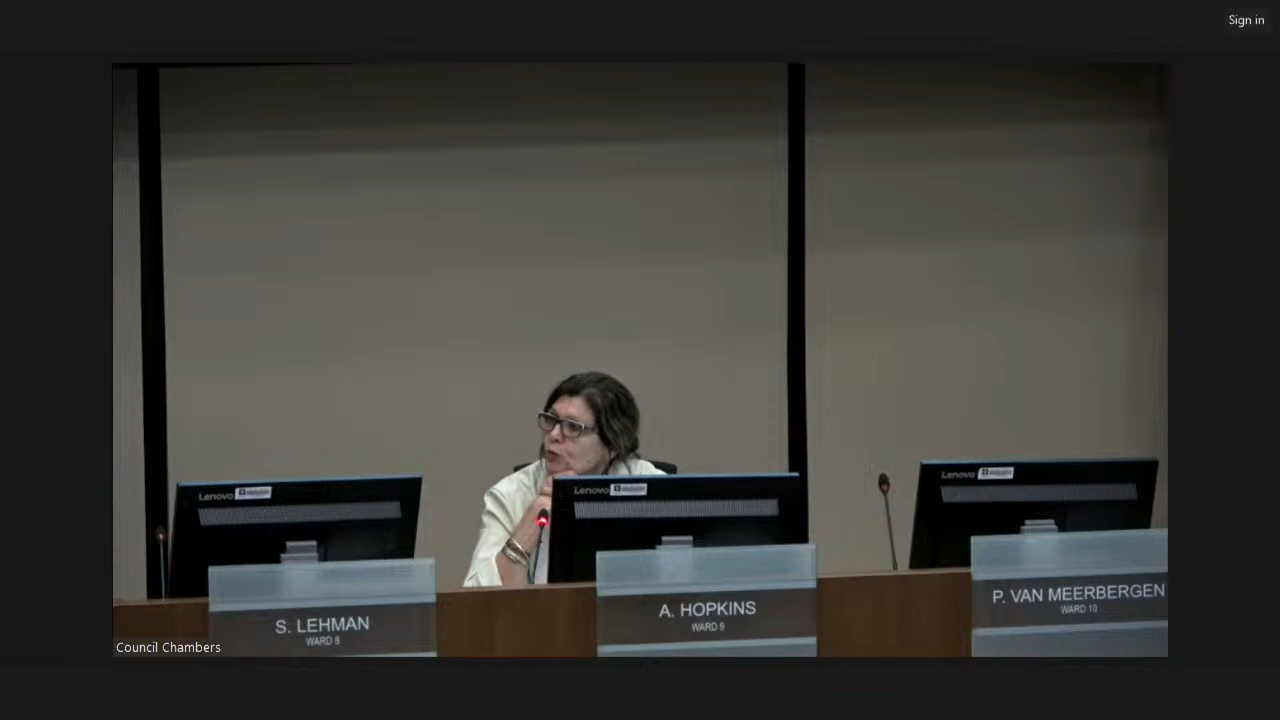 Sign in
Lenovo
Lenovo
Lenovo
S. LEHMAN
WARD 8
A. HOPKINS
WARD 9
P. VAN MEERBERGEN
WARD 10
Council Chambers